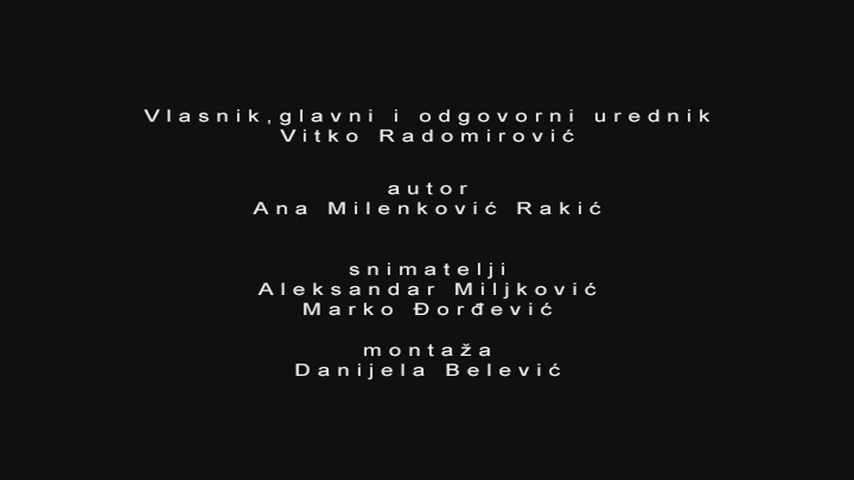 Vlasnik,glavni i odgovorni urednik
Vitko Radomirović
autor
Ana Milenković Rakić
snimatelji
Aleksandar Miljković
Marko Đorđević
montaža
Danijela Belević